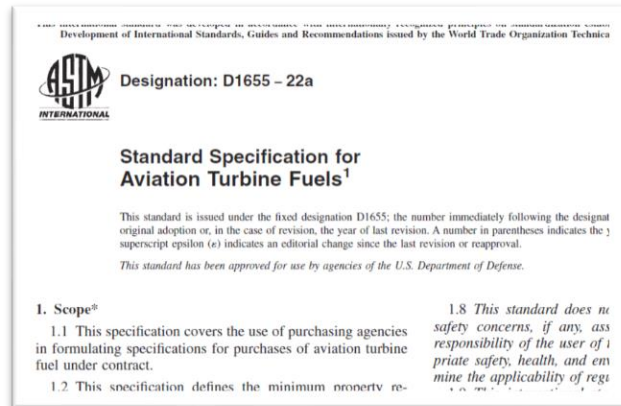 Development of International Standards, Guides and Recommendations issued by the World Trade Organization Technica
ASTM
INTERNATIONAL
Designation: D1655 – 22a
Standard Specification for
Aviation Turbine Fuels¹
This standard is issued under the fixed designation D1655; the number immediately following the designat
original adoption or, in the case of revision, the year of last revision. A number in parentheses indicates the y
superscript epsilon (ε) indicates an editorial change since the last revision or reapproval.
This standard has been approved for use by agencies of the U.S. Department of Defense.
1. Scope*
1.1 This specification covers the use of purchasing agencies
in formulating specifications for purchases of aviation turbine
fuel under contract.
1.2 This specification defines the minimum property re-
1.8 This standard does no
safety concerns, if any, ass
responsibility of the user of t
priate safety, health, and env
mine the applicability of regu